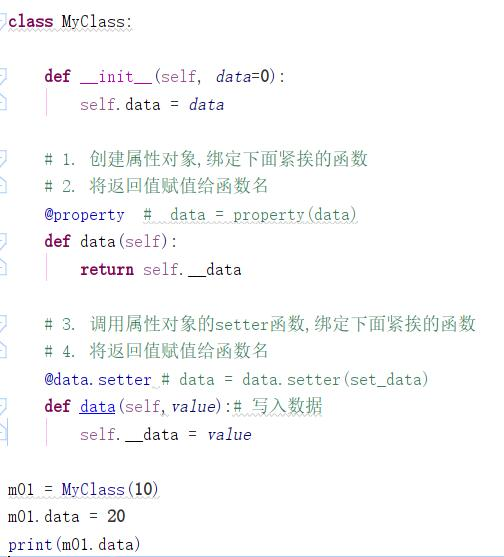 class MyClass:
def __init__(self, data=0):
self.data = data
# 1. 创建属性对象,绑定下面紧挨的函数
# 2. 将返回值赋值给函数名
@property  #  data = property(data)
def data(self):
return self.__data
# 3. 调用属性对象的setter函数,绑定下面紧挨的函数
# 4. 将返回值赋值给函数名
@data.setter # data = data.setter(set_data)
def data(self,value):# 写入数据
self.__data = value
m01 = MyClass(10)
m01.data = 20
print(m01.data)